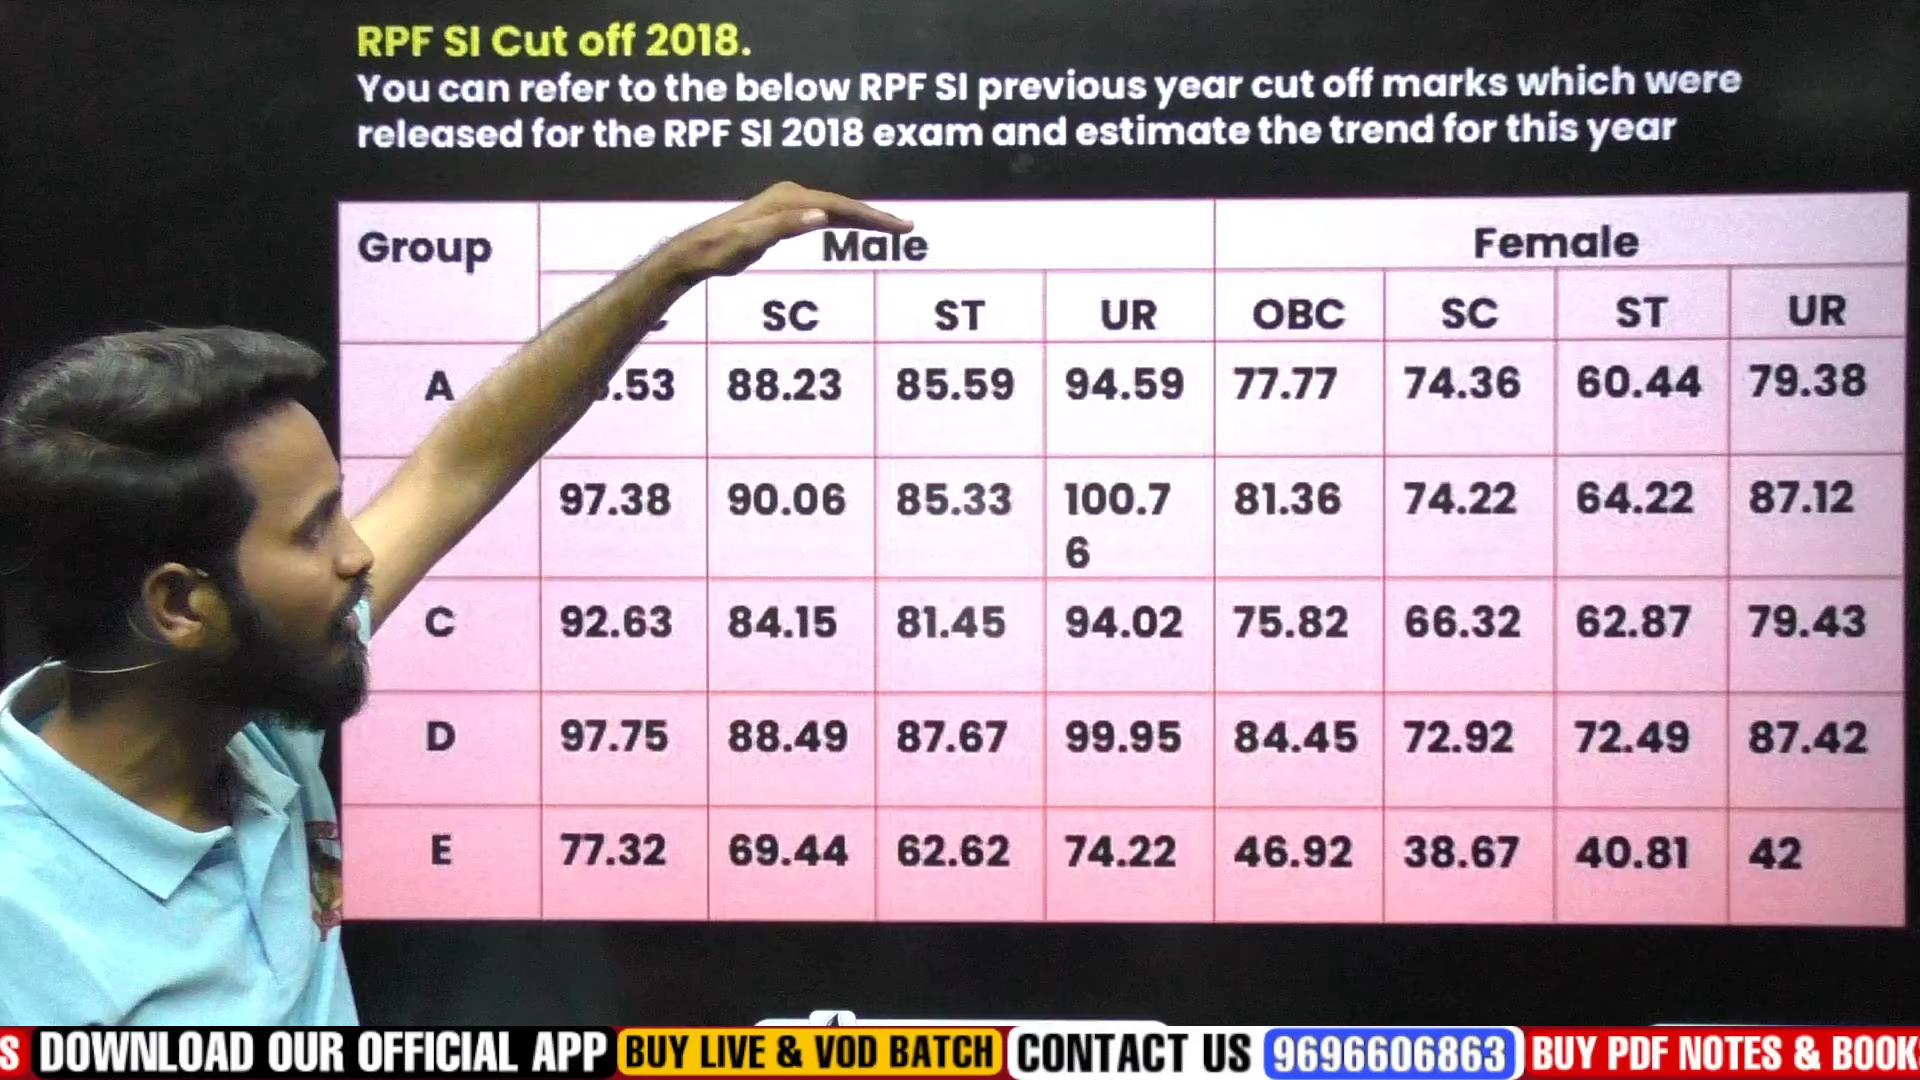 RPF SI Cut off 2018.
You can refer to the below RPF SI previous year cut off marks which were
released for the RPF SI 2018 exam and estimate the trend for this year
Group Male Female
SC ST UR OBC SC ST UR
A .53 88.23 85.59 94.59 77.77 74.36 60.44 79.38
97.38 90.06 85.33 100.7 81.36 74.22 64.22 87.12
6
C 92.63 84.15 81.45 94.02 75.82 66.32 62.87 79.43
D 97.75 88.49 87.67 99.95 84.45 72.92 72.49 87.42
E 77.32 69.44 62.62 74.22 46.92 38.67 40.81 42
S DOWNLOAD OUR OFFICIAL APP BUY LIVE & VOD BATCH CONTACT US 9696606863 BUY PDF NOTES & BOOK